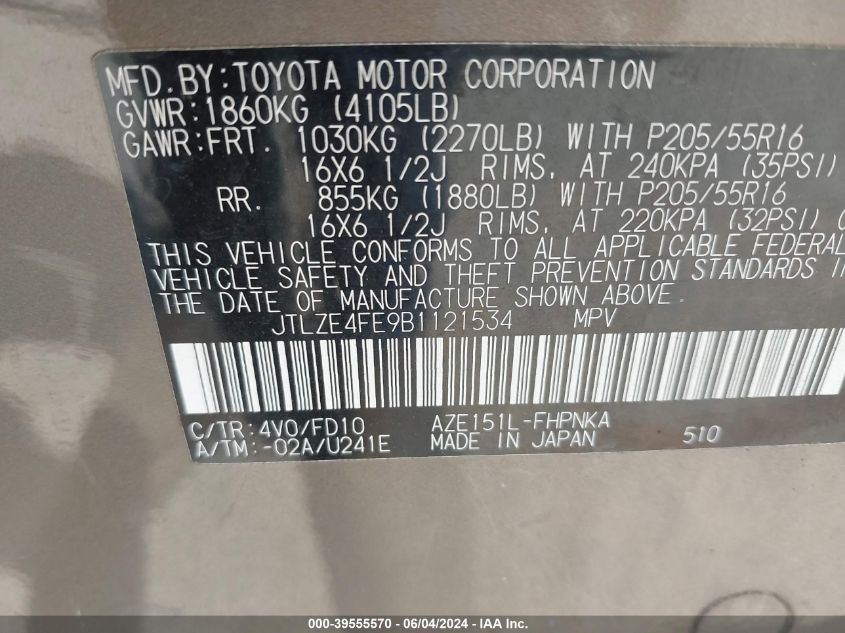 MFD. BY: TOYOTA MOTOR CORPORATION
GVWR: 1860KG (4105LB)
GAWR: FRT. 1030KG (2270LB) WITH P205/55R16
16X6 1/2J RIMS, AT 240KPA (35PSI)
RR. 855KG (1880LB) WITH P205/55R16
16X6 1/2J RIMS, AT 220KPA (32PSI)
THIS VEHICLE CONFORMS TO ALL APPLICABLE FEDERAL
VEHICLE SAFETY AND THEFT PREVENTION STANDARDS
THE DATE OF MANUFACTURE SHOWN ABOVE.
JTLZE4FE9B1121534 MPV
C/TR: 4V0/FD10 AZE151L-FHPNKA
A/TM: -02A/U241E MADE IN JAPAN 510
000-39555570 - 06/04/2024 - IAAI.com